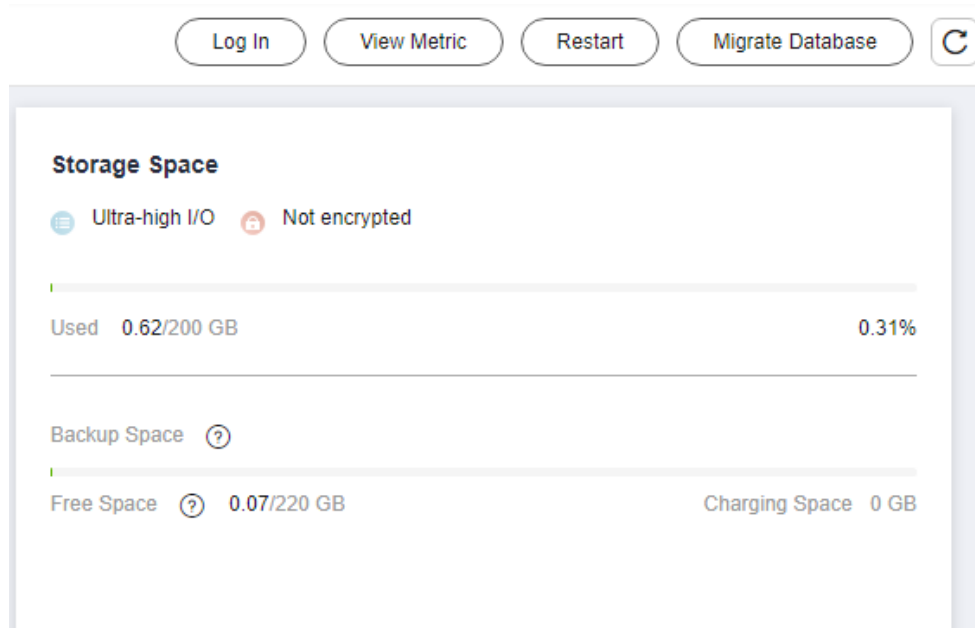 Log In View Metric Restart Migrate Database
Storage Space
Ultra-high I/O Not encrypted
Used 0.62/200 GB 0.31%
Backup Space ?
Free Space ? 0.07/220 GB Charging Space 0 GB